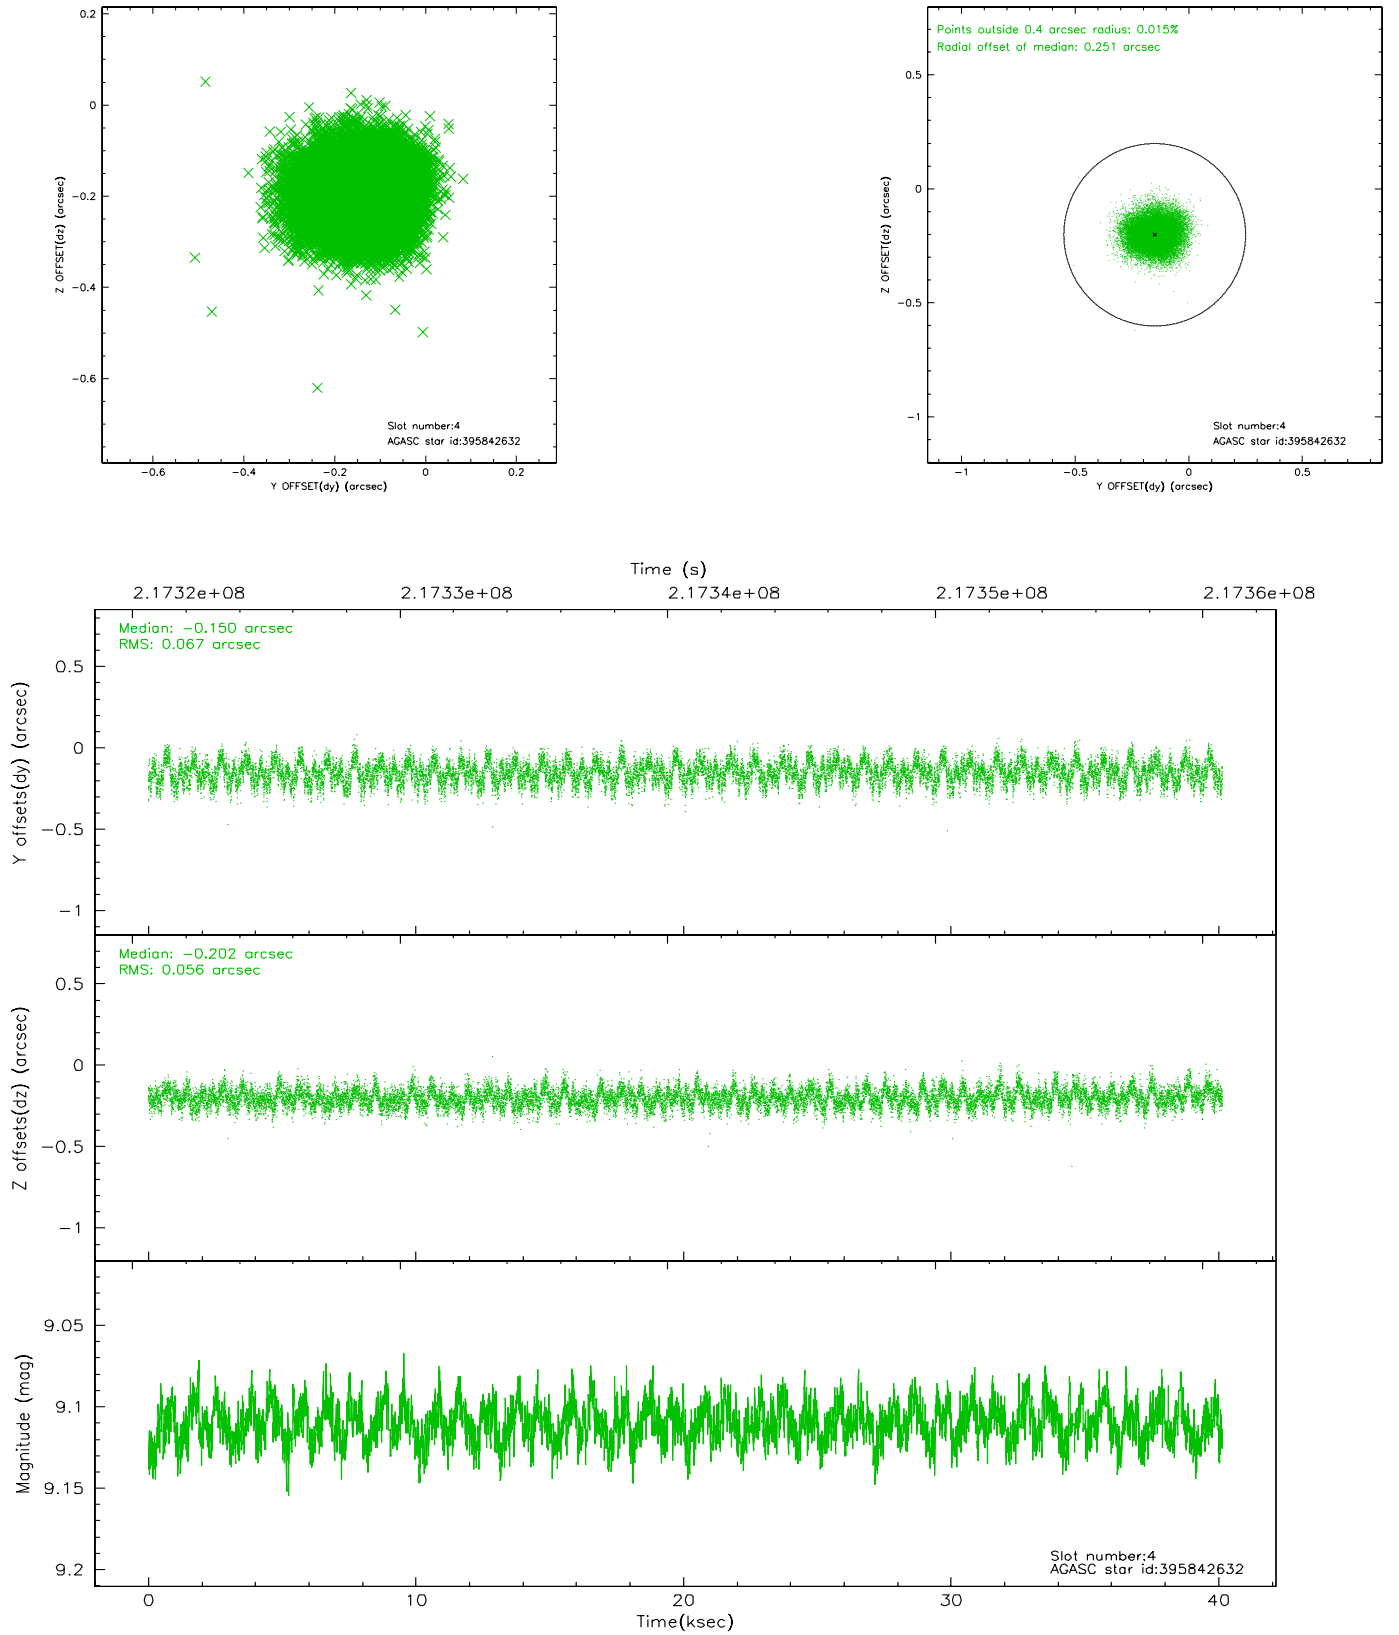 0.2
0
−0.2
−0.4
−0.6
Z OFFSET(dz) (arcsec)
Slot number:4
AGASC star id:395842632
−0.6 −0.4 −0.2 0 0.2
Y OFFSET(dy) (arcsec)
Points outside 0.4 arcsec radius: 0.015%
Radial offset of median: 0.251 arcsec
0.5
0
−0.5
−1
Z OFFSET(dz) (arcsec)
Slot number:4
AGASC star id:395842632
−1 −0.5 0 0.5
Y OFFSET(dy) (arcsec)
Time (s)
2.1732e+08 2.1733e+08 2.1734e+08 2.1735e+08 2.1736e+08
Median: −0.150 arcsec
RMS: 0.067 arcsec
0.5
0
−0.5
−1
Y offsets(dy) (arcsec)
Median: −0.202 arcsec
RMS: 0.056 arcsec
0.5
0
−0.5
−1
Z offsets(dz) (arcsec)
9.05
9.1
9.15
9.2
Magnitude (mag)
Slot number:4
AGASC star id:395842632
0 10 20 30 40
Time(ksec)